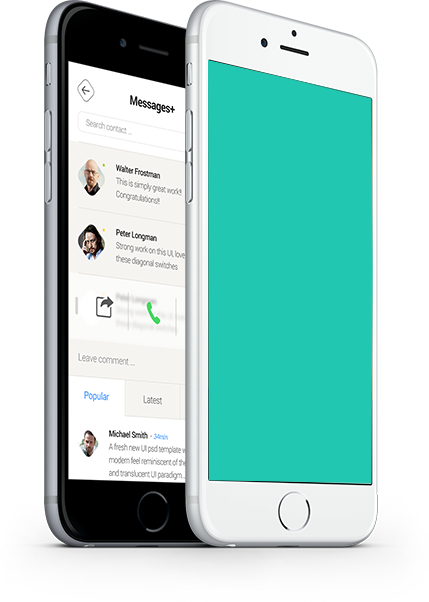 Messages+
Search contact ...
Walter Frostman
This is simply great work!
Congratulations!!
Peter Longman
Strong work on this UI, love
these diagonal switches
Leave comment ...
Popular
Latest
Michael Smith • 34min
A fresh new UI psd template w
modern feel reminiscent of the
and translucent UI paradigm...